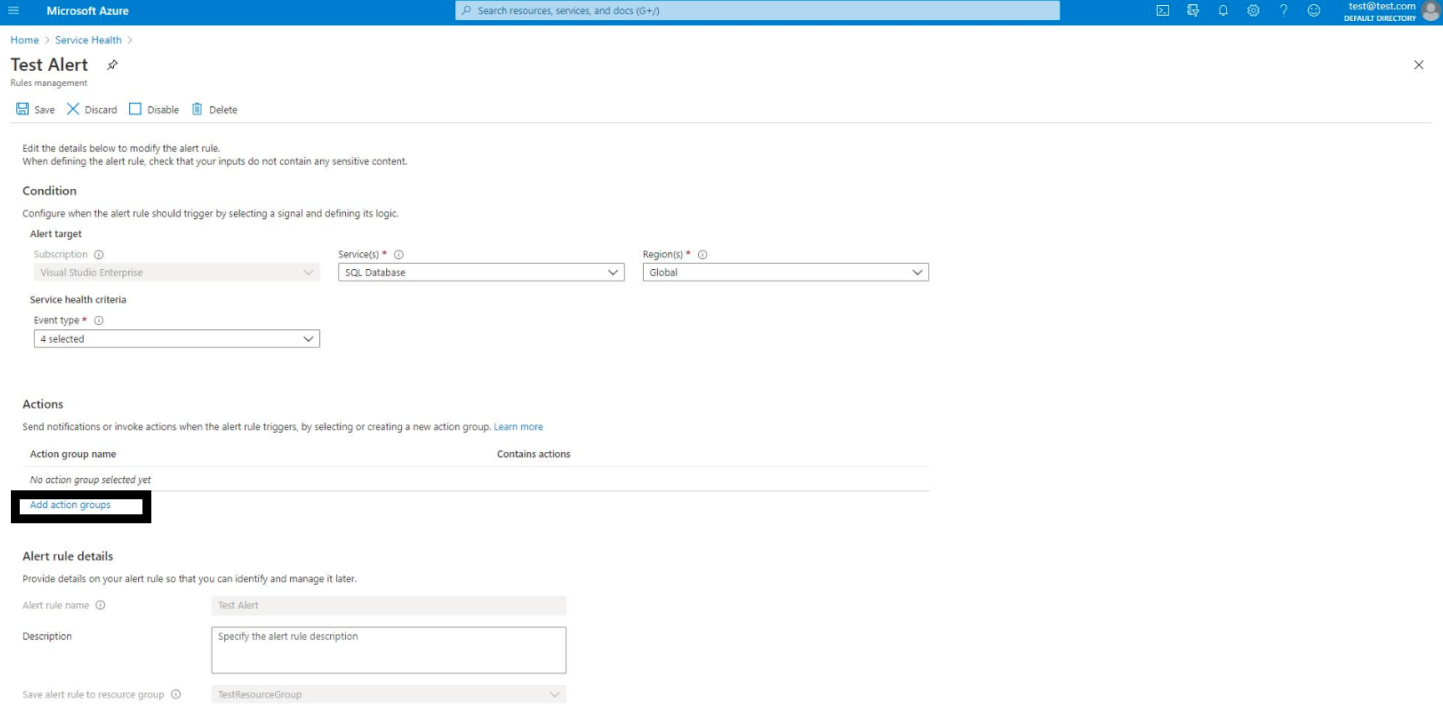 Microsoft Azure
Search resources, services, and docs (G+/)
test@test.com
DEFAULT DIRECTORY
Home > Service Health >
Test Alert
Rules management
Save Discard Disable Delete
Edit the details below to modify the alert rule.
When defining the alert rule, check that your inputs do not contain any sensitive content.
Condition
Configure when the alert rule should trigger by selecting a signal and defining its logic.
Alert target
Subscription Service(s) * Region(s) *
Visual Studio Enterprise SQL Database Global
Service health criteria
Event type *
4 selected
Actions
Send notifications or invoke actions when the alert rule triggers, by selecting or creating a new action group. Learn more
Action group name Contains actions
No action group selected yet
Add action groups
Alert rule details
Provide details on your alert rule so that you can identify and manage it later.
Alert rule name Test Alert
Description Specify the alert rule description
Save alert rule to resource group TestResourceGroup